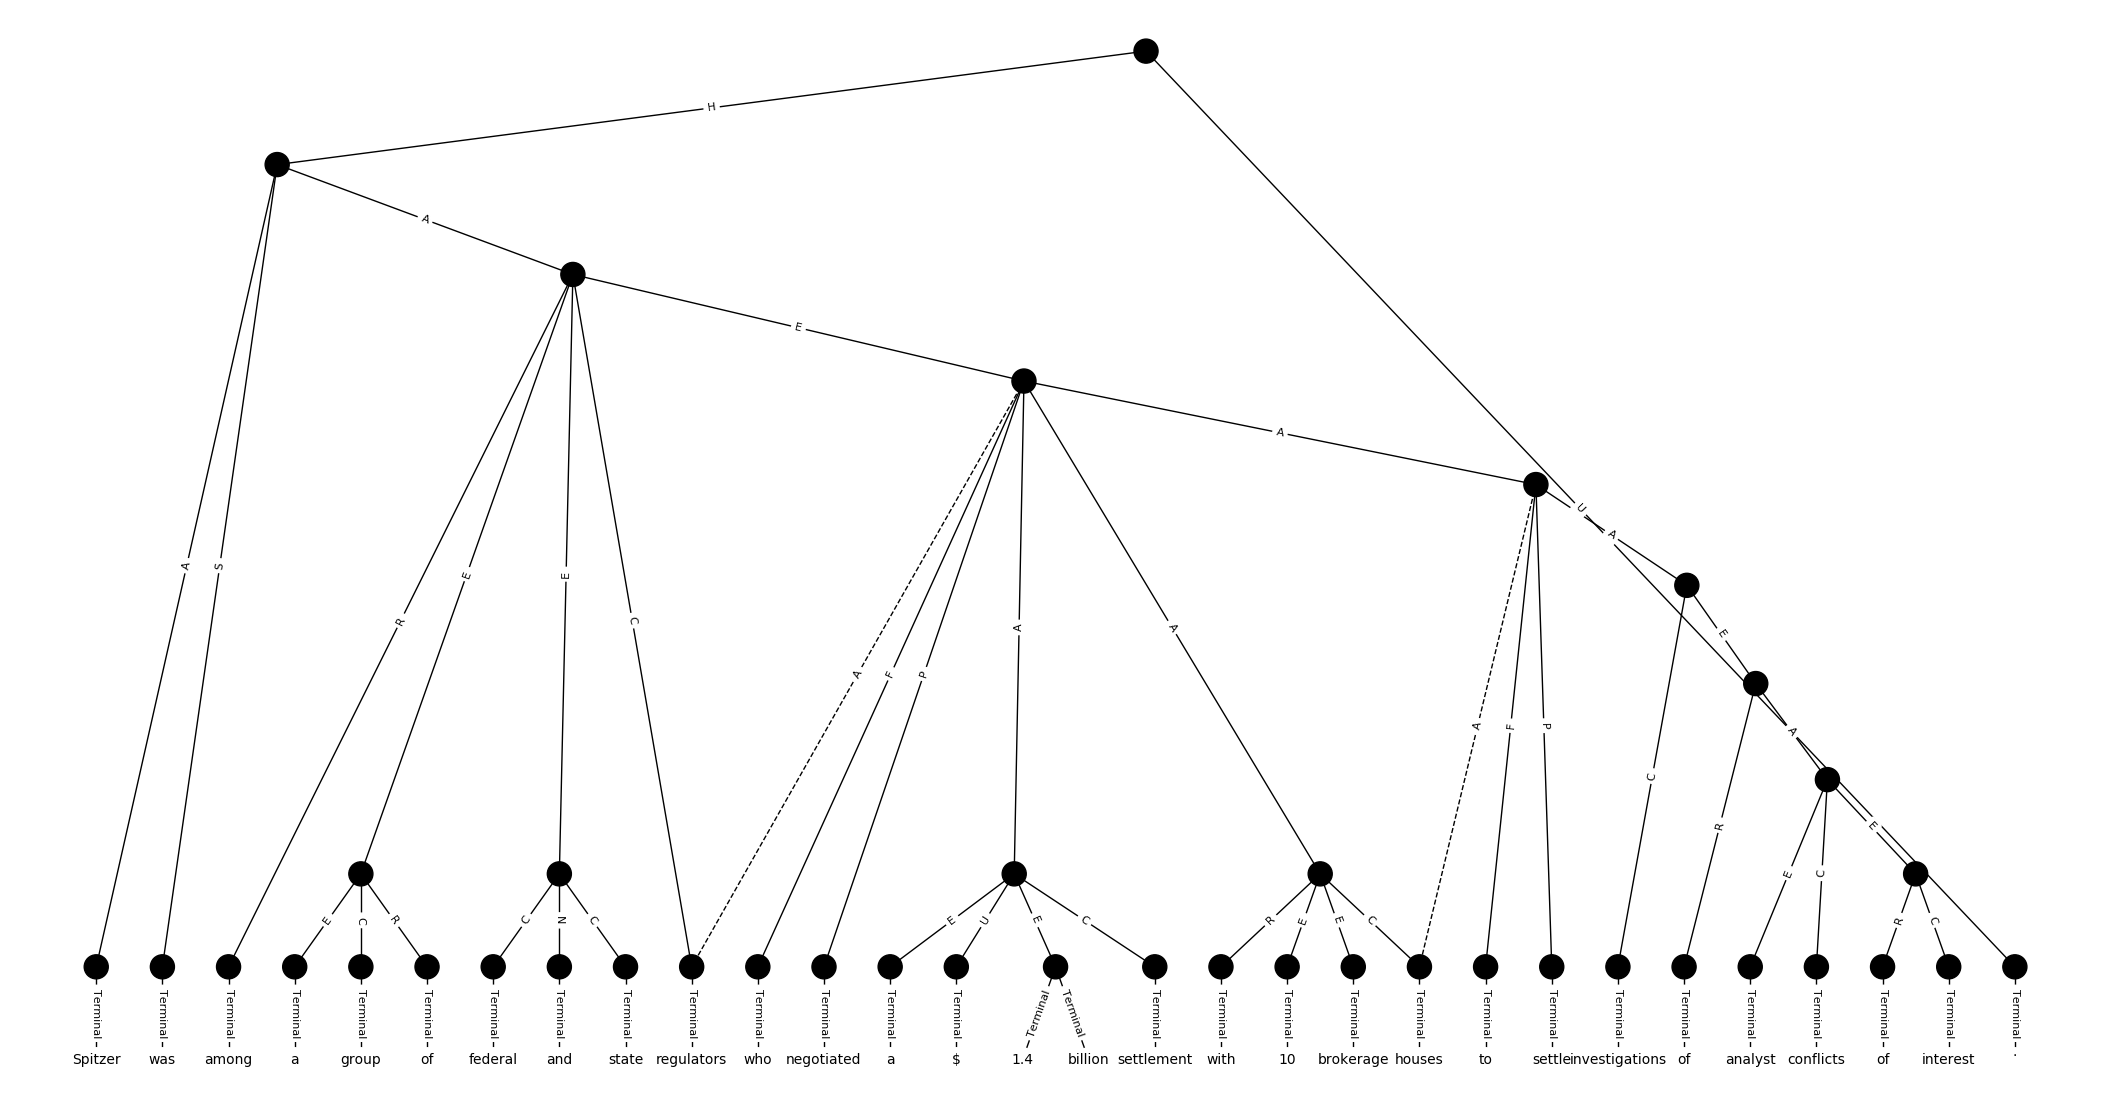 H
A
E
A
U
A
A S R E E C A F P A A A F P C E R A E C E
E C R C N C E U E C R E E C R C
Terminal Terminal Terminal Terminal Terminal Terminal Terminal Terminal Terminal Terminal Terminal Terminal Terminal Terminal Terminal Terminal Terminal Terminal Terminal Terminal Terminal Terminal Terminal Terminal Terminal Terminal Terminal Terminal Terminal Terminal
Spitzer was among a group of federal and state regulators who negotiated a $ 1.4 billion settlement with 10 brokerage houses to settle investigations of analyst conflicts of interest .